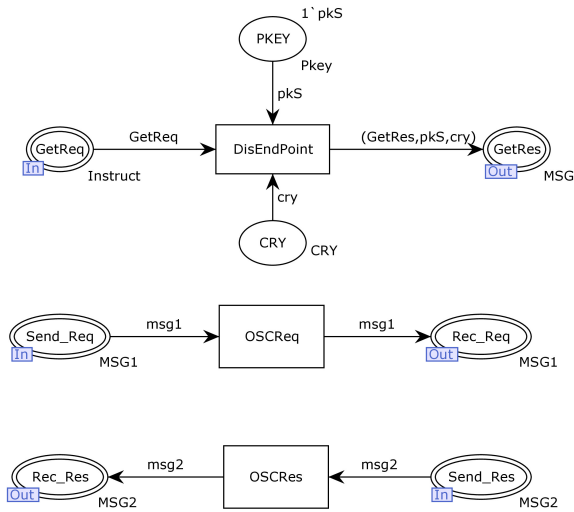 1`pkS
PKEY
Pkey
pkS
GetReq
In
Instruct
GetReq
DisEndPoint
(GetRes,pkS,cry)
GetRes
Out
MSG
cry
CRY
CRY
Send_Req
In
MSG1
msg1
OSCReq
msg1
Rec_Req
Out
MSG1
Rec_Res
Out
MSG2
msg2
OSCRes
msg2
Send_Res
In
MSG2